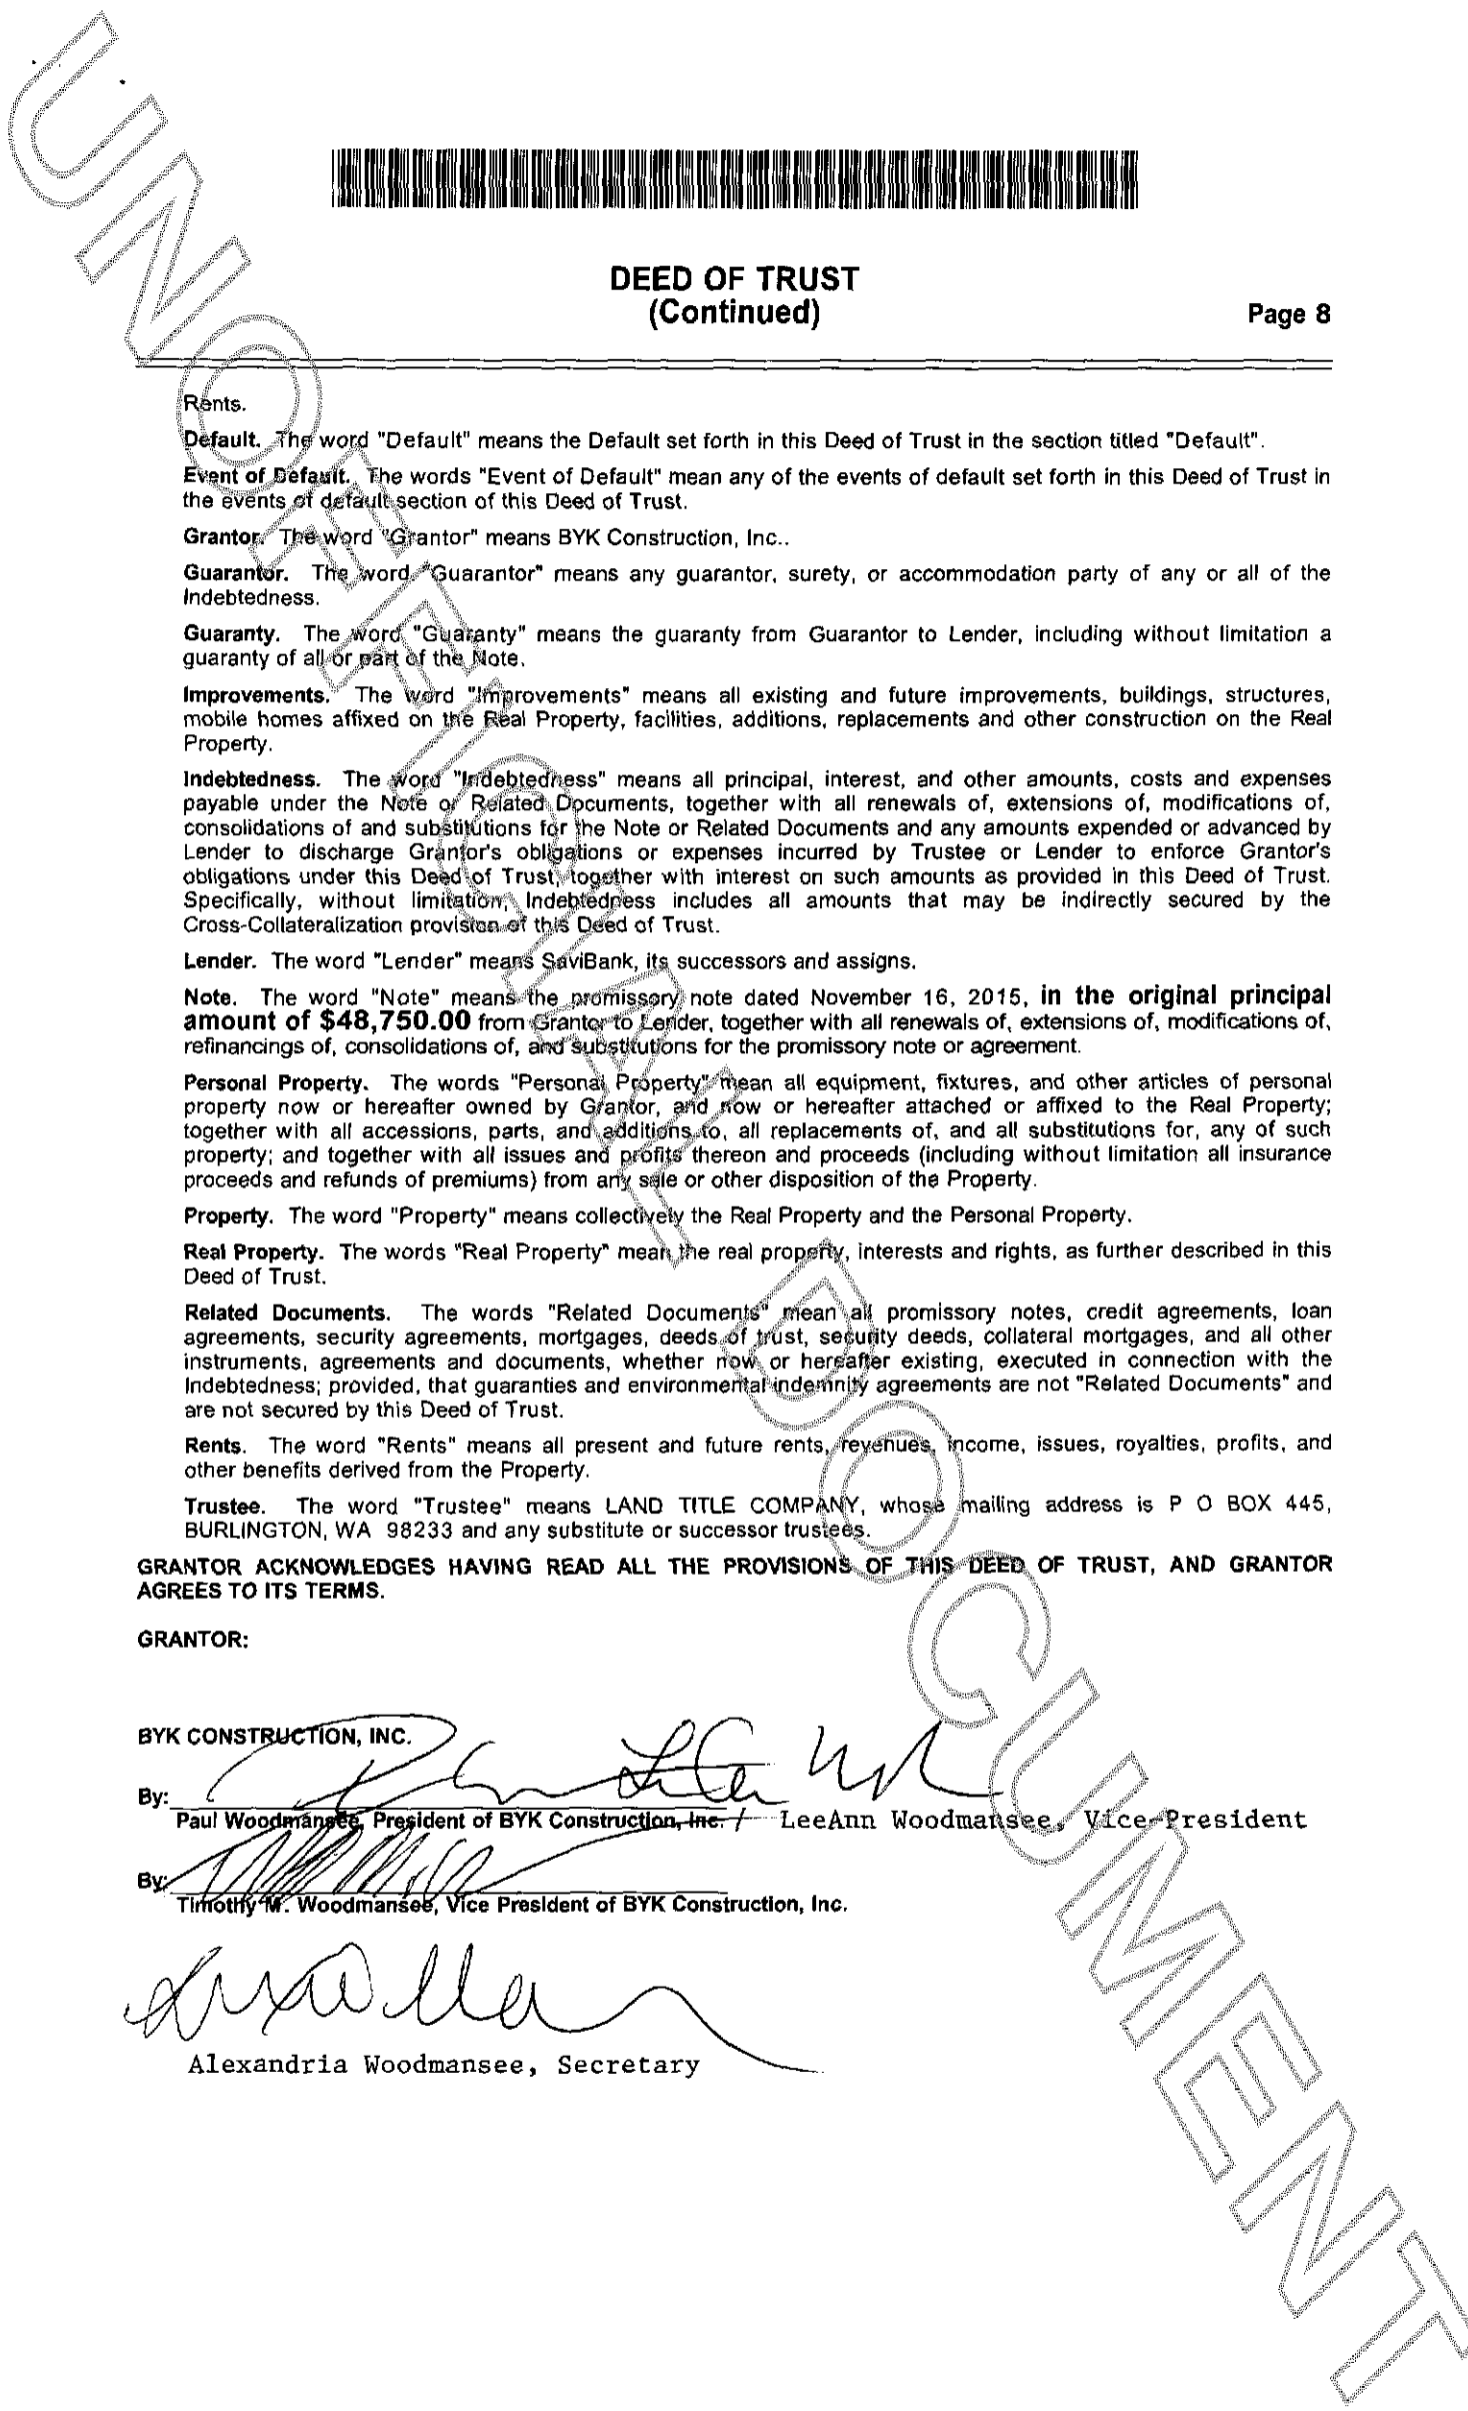 DEED OF TRUST
(Continued)
Page 8
Rents.
Default. The word "Default" means the Default set forth in this Deed of Trust in the section titled "Default".
Event of Default. The words "Event of Default" mean any of the events of default set forth in this Deed of Trust in
the events of default section of this Deed of Trust.
Grantor. The word "Grantor" means BYK Construction, Inc..
Guarantor. The word "Guarantor" means any guarantor, surety, or accommodation party of any or all of the
Indebtedness.
Guaranty. The word "Guaranty" means the guaranty from Guarantor to Lender, including without limitation a
guaranty of all or part of the Note.
Improvements. The word "Improvements" means all existing and future improvements, buildings, structures,
mobile homes affixed on the Real Property, facilities, additions, replacements and other construction on the Real
Property.
Indebtedness. The word "Indebtedness" means all principal, interest, and other amounts, costs and expenses
payable under the Note or Related Documents, together with all renewals of, extensions of, modifications of,
consolidations of and substitutions for the Note or Related Documents and any amounts expended or advanced by
Lender to discharge Grantor's obligations or expenses incurred by Trustee or Lender to enforce Grantor's
obligations under this Deed of Trust, together with interest on such amounts as provided in this Deed of Trust.
Specifically, without limitation, Indebtedness includes all amounts that may be indirectly secured by the
Cross-Collateralization provision of this Deed of Trust.
Lender. The word "Lender" means SaviBank, its successors and assigns.
Note. The word "Note" means the promissory note dated November 16, 2015, in the original principal
amount of $48,750.00 from Grantor to Lender, together with all renewals of, extensions of, modifications of,
refinancings of, consolidations of, and substitutions for the promissory note or agreement.
Personal Property. The words "Personal Property" mean all equipment, fixtures, and other articles of personal
property now or hereafter owned by Grantor, and now or hereafter attached or affixed to the Real Property;
together with all accessions, parts, and additions to, all replacements of, and all substitutions for, any of such
property; and together with all issues and profits thereon and proceeds (including without limitation all insurance
proceeds and refunds of premiums) from any sale or other disposition of the Property.
Property. The word "Property" means collectively the Real Property and the Personal Property.
Real Property. The words "Real Property" mean the real property, interests and rights, as further described in this
Deed of Trust.
Related Documents. The words "Related Documents" mean all promissory notes, credit agreements, loan
agreements, security agreements, mortgages, deeds of trust, security deeds, collateral mortgages, and all other
instruments, agreements and documents, whether now or hereafter existing, executed in connection with the
Indebtedness; provided, that guaranties and environmental indemnity agreements are not "Related Documents" and
are not secured by this Deed of Trust.
Rents. The word "Rents" means all present and future rents, revenues, income, issues, royalties, profits, and
other benefits derived from the Property.
Trustee. The word "Trustee" means LAND TITLE COMPANY, whose mailing address is P O BOX 445,
BURLINGTON, WA 98233 and any substitute or successor trustees.
GRANTOR ACKNOWLEDGES HAVING READ ALL THE PROVISIONS OF THIS DEED OF TRUST, AND GRANTOR
AGREES TO ITS TERMS.
GRANTOR:
BYK CONSTRUCTION, INC.
By:
Paul Woodmansee, President of BYK Construction, Inc. / LeeAnn Woodmansee, Vice-President
By:
Timothy M. Woodmansee, Vice President of BYK Construction, Inc.
Alexandria Woodmansee, Secretary
UNOFFICIAL DOCUMENT